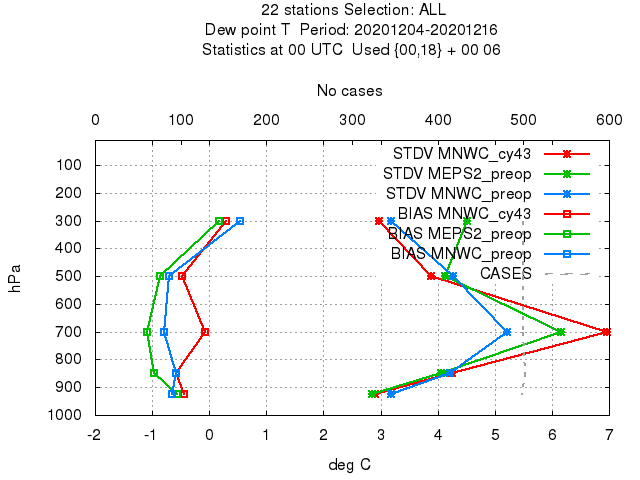 22 stations Selection: ALL
Dew point T  Period: 20201204-20201216
Statistics at 00 UTC  Used {00,18} + 00 06
No cases
0 100 200 300 400 500 600
STDV MNWC_cy43
STDV MEPS2_preop
STDV MNWC_preop
BIAS MNWC_cy43
BIAS MEPS2_preop
BIAS MNWC_preop
CASES
100
200
300
400
500
600
700
800
900
1000
hPa
-2 -1 0 1 2 3 4 5 6 7
deg C